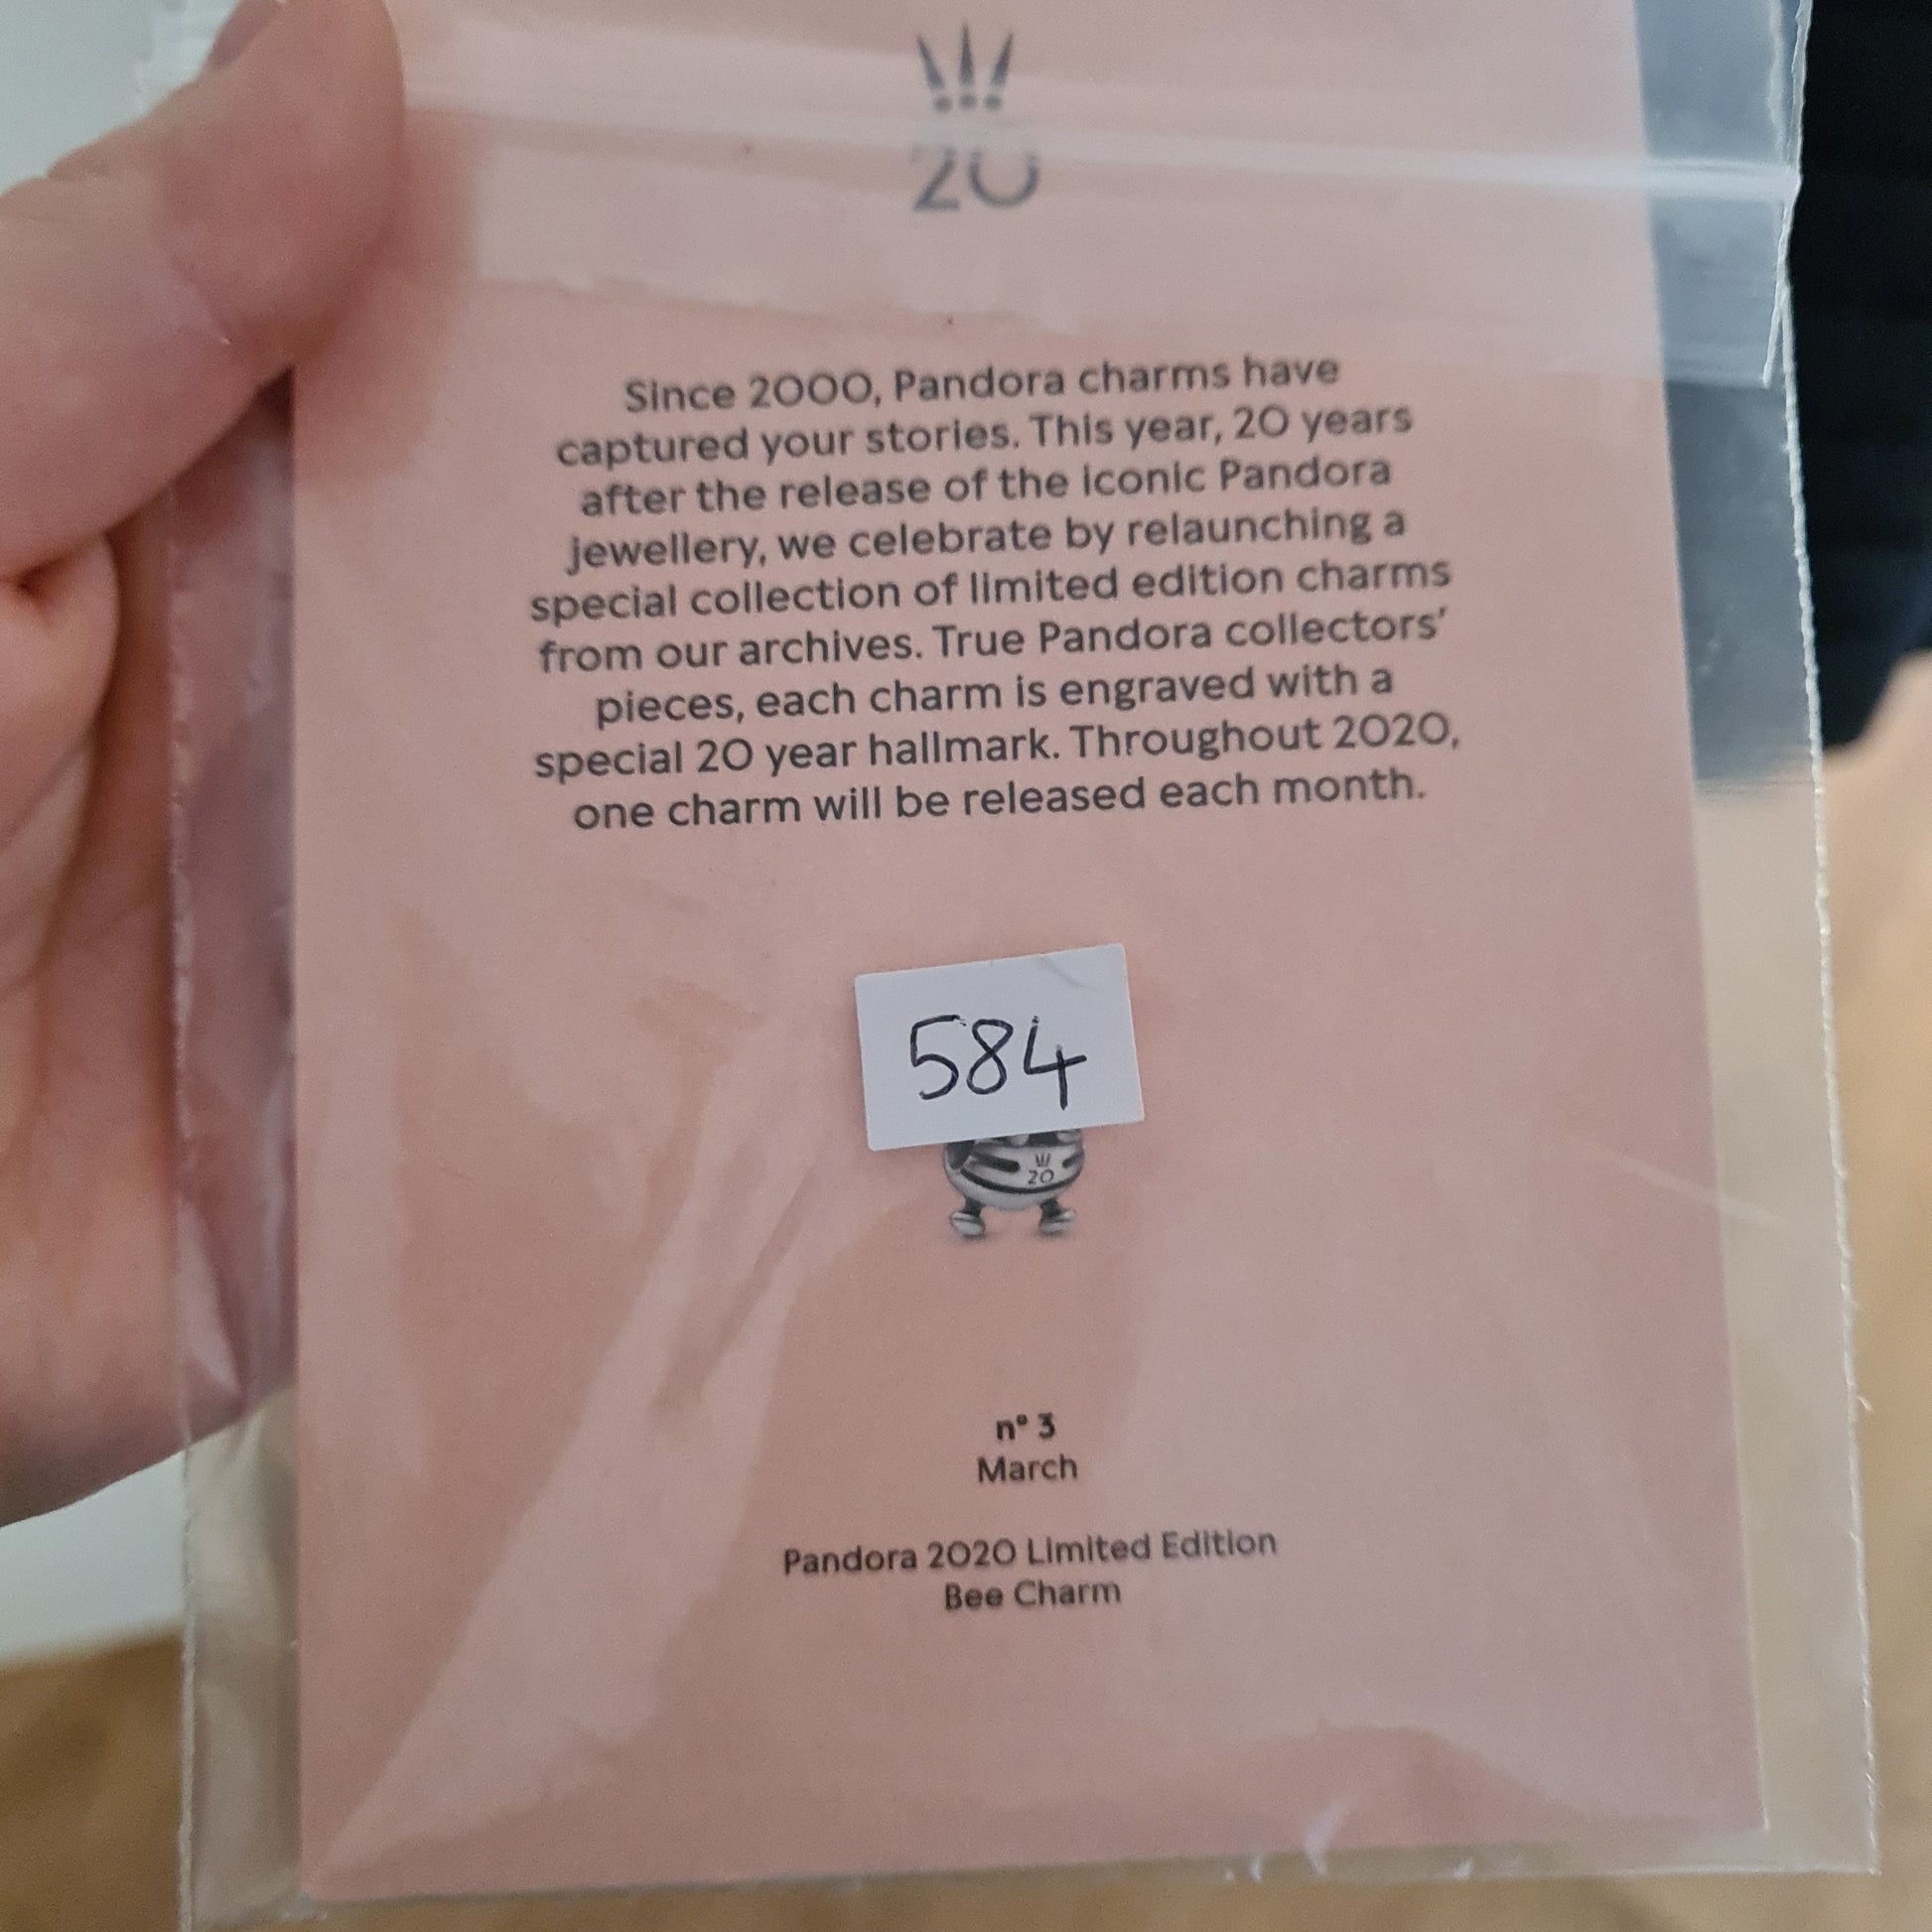 20
Since 2000, Pandora charms have
captured your stories. This year, 20 years
after the release of the iconic Pandora
jewellery, we celebrate by relaunching a
special collection of limited edition charms
from our archives. True Pandora collectors'
pieces, each charm is engraved with a
special 20 year hallmark. Throughout 2020,
one charm will be released each month.
584
20
nº 3
March
Pandora 2020 Limited Edition
Bee Charm